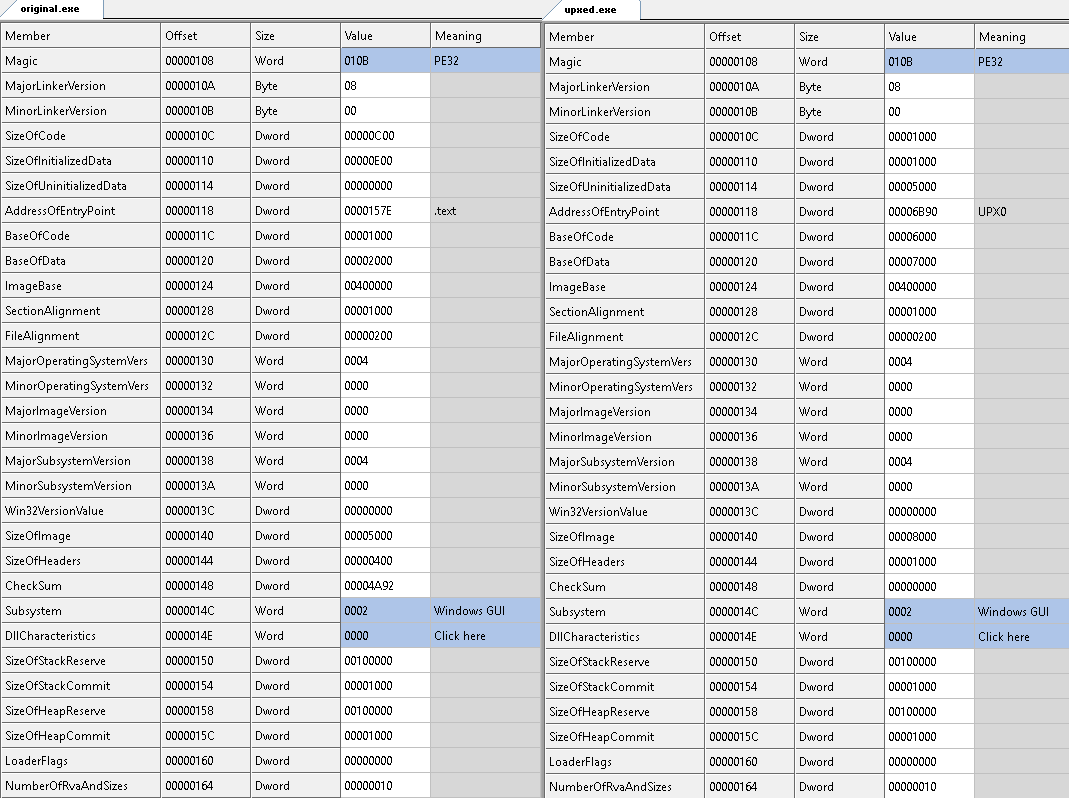 original.exe upxed.exe
Member Offset Size Value Meaning Member Offset Size Value Meaning
Magic 00000108 Word 010B PE32 Magic 00000108 Word 010B PE32
MajorLinkerVersion 0000010A Byte 08 MajorLinkerVersion 0000010A Byte 08
MinorLinkerVersion 0000010B Byte 00 MinorLinkerVersion 0000010B Byte 00
SizeOfCode 0000010C Dword 00000C00 SizeOfCode 0000010C Dword 00001000
SizeOfInitializedData 00000110 Dword 00000E00 SizeOfInitializedData 00000110 Dword 00001000
SizeOfUninitializedData 00000114 Dword 00000000 SizeOfUninitializedData 00000114 Dword 00005000
AddressOfEntryPoint 00000118 Dword 0000157E .text AddressOfEntryPoint 00000118 Dword 00006B90 UPX0
BaseOfCode 0000011C Dword 00001000 BaseOfCode 0000011C Dword 00006000
BaseOfData 00000120 Dword 00002000 BaseOfData 00000120 Dword 00007000
ImageBase 00000124 Dword 00400000 ImageBase 00000124 Dword 00400000
SectionAlignment 00000128 Dword 00001000 SectionAlignment 00000128 Dword 00001000
FileAlignment 0000012C Dword 00000200 FileAlignment 0000012C Dword 00000200
MajorOperatingSystemVers 00000130 Word 0004 MajorOperatingSystemVers 00000130 Word 0004
MinorOperatingSystemVers 00000132 Word 0000 MinorOperatingSystemVers 00000132 Word 0000
MajorImageVersion 00000134 Word 0000 MajorImageVersion 00000134 Word 0000
MinorImageVersion 00000136 Word 0000 MinorImageVersion 00000136 Word 0000
MajorSubsystemVersion 00000138 Word 0004 MajorSubsystemVersion 00000138 Word 0004
MinorSubsystemVersion 0000013A Word 0000 MinorSubsystemVersion 0000013A Word 0000
Win32VersionValue 0000013C Dword 00000000 Win32VersionValue 0000013C Dword 00000000
SizeOfImage 00000140 Dword 00005000 SizeOfImage 00000140 Dword 00008000
SizeOfHeaders 00000144 Dword 00000400 SizeOfHeaders 00000144 Dword 00001000
CheckSum 00000148 Dword 00004A92 CheckSum 00000148 Dword 00000000
Subsystem 0000014C Word 0002 Windows GUI Subsystem 0000014C Word 0002 Windows GUI
DllCharacteristics 0000014E Word 0000 Click here DllCharacteristics 0000014E Word 0000 Click here
SizeOfStackReserve 00000150 Dword 00100000 SizeOfStackReserve 00000150 Dword 00100000
SizeOfStackCommit 00000154 Dword 00001000 SizeOfStackCommit 00000154 Dword 00001000
SizeOfHeapReserve 00000158 Dword 00100000 SizeOfHeapReserve 00000158 Dword 00100000
SizeOfHeapCommit 0000015C Dword 00001000 SizeOfHeapCommit 0000015C Dword 00001000
LoaderFlags 00000160 Dword 00000000 LoaderFlags 00000160 Dword 00000000
NumberOfRvaAndSizes 00000164 Dword 00000010 NumberOfRvaAndSizes 00000164 Dword 00000010